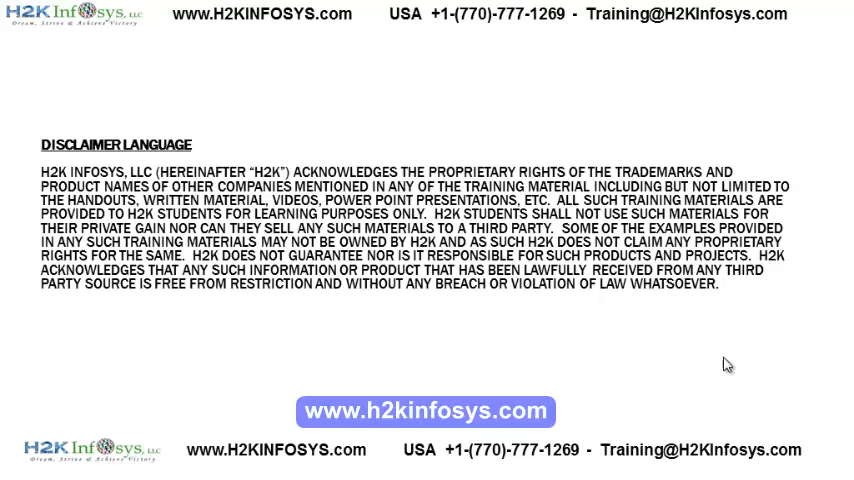 H2K Infosys, LLC www.H2KINFOSYS.com USA +1-(770)-777-1269 - Training@H2KInfosys.com
Dream, Strive & Achieve Victory
DISCLAIMER LANGUAGE
H2K INFOSYS, LLC (HEREINAFTER “H2K”) ACKNOWLEDGES THE PROPRIETARY RIGHTS OF THE TRADEMARKS AND
PRODUCT NAMES OF OTHER COMPANIES MENTIONED IN ANY OF THE TRAINING MATERIAL INCLUDING BUT NOT LIMITED TO
THE HANDOUTS, WRITTEN MATERIAL, VIDEOS, POWER POINT PRESENTATIONS, ETC. ALL SUCH TRAINING MATERIALS ARE
PROVIDED TO H2K STUDENTS FOR LEARNING PURPOSES ONLY. H2K STUDENTS SHALL NOT USE SUCH MATERIALS FOR
THEIR PRIVATE GAIN NOR CAN THEY SELL ANY SUCH MATERIALS TO A THIRD PARTY. SOME OF THE EXAMPLES PROVIDED
IN ANY SUCH TRAINING MATERIALS MAY NOT BE OWNED BY H2K AND AS SUCH H2K DOES NOT CLAIM ANY PROPRIETARY
RIGHTS FOR THE SAME. H2K DOES NOT GUARANTEE NOR IS IT RESPONSIBLE FOR SUCH PRODUCTS AND PROJECTS. H2K
ACKNOWLEDGES THAT ANY SUCH INFORMATION OR PRODUCT THAT HAS BEEN LAWFULLY RECEIVED FROM ANY THIRD
PARTY SOURCE IS FREE FROM RESTRICTION AND WITHOUT ANY BREACH OR VIOLATION OF LAW WHATSOEVER.
www.h2kinfosys.com
H2K Infosys, LLC www.H2KINFOSYS.com USA +1-(770)-777-1269 - Training@H2KInfosys.com
Dream, Strive & Achieve Victory